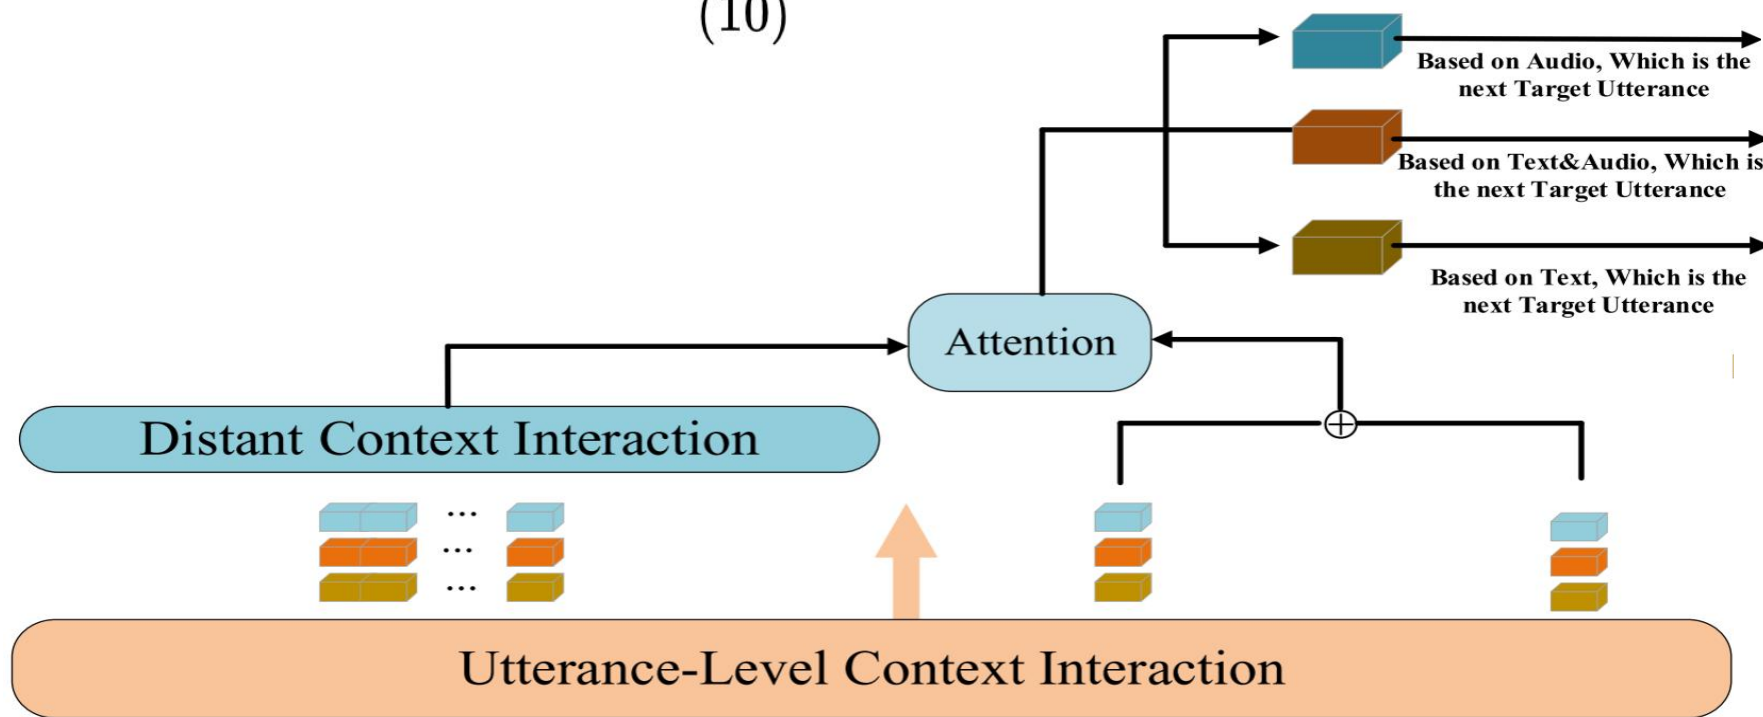 (10)
Based on Audio, Which is the
next Target Utterance
Based on Text&Audio, Which is
the next Target Utterance
Based on Text, Which is the
next Target Utterance
Attention
Distant Context Interaction
...
...
...
Utterance-Level Context Interaction